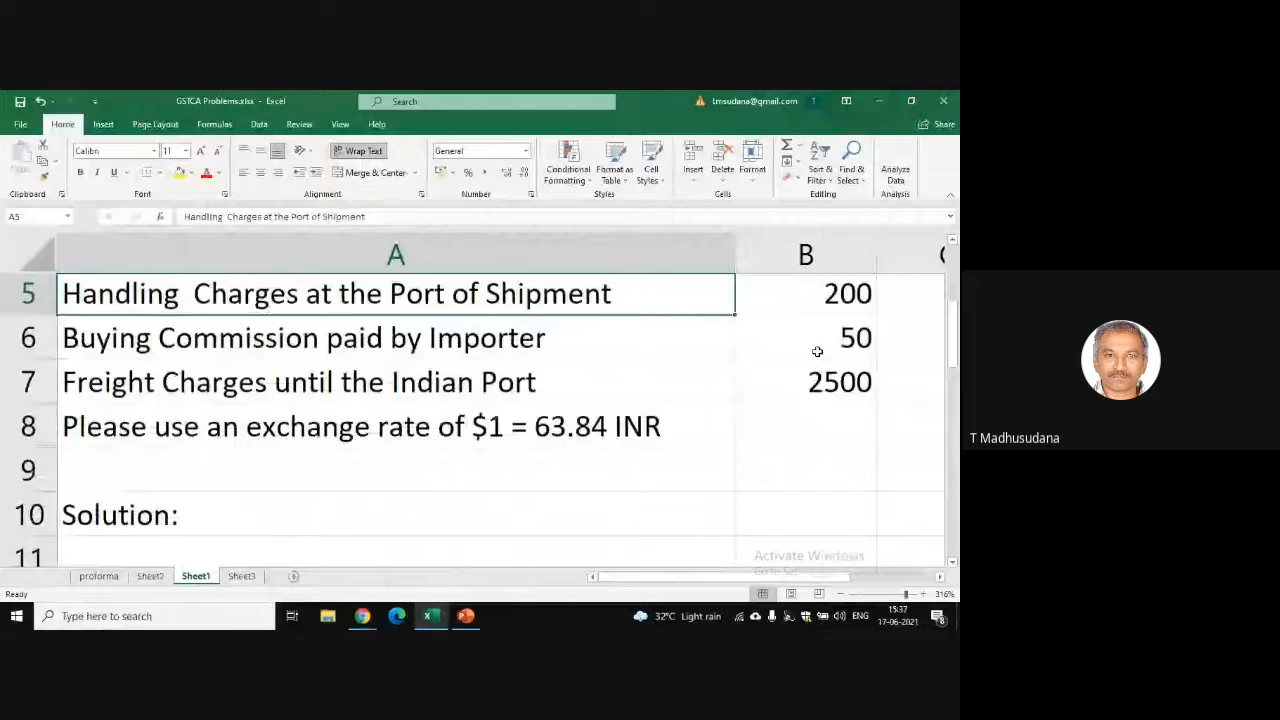 GSTCA Problems.xlsx - Excel
Search
tmsudana@gmail.com
File Home Insert Page Layout Formulas Data Review View Help
Share
Calibri 11
Wrap Text
General
Merge & Center
Conditional Formatting
Format as Table
Cell Styles
Insert
Delete
Format
Sort & Filter
Find & Select
Analyze Data
Clipboard Font Alignment Number Styles Cells Editing Analysis
A5
fx Handling Charges at the Port of Shipment
A B
5 Handling  Charges at the Port of Shipment 200
6 Buying Commission paid by Importer 50
7 Freight Charges until the Indian Port 2500
8 Please use an exchange rate of $1 = 63.84 INR
9
10 Solution:
11
Activate Windows
proforma Sheet2 Sheet1 Sheet3
Ready
316%
Type here to search
32°C Light rain
ENG
15:37
17-06-2021
T Madhusudana